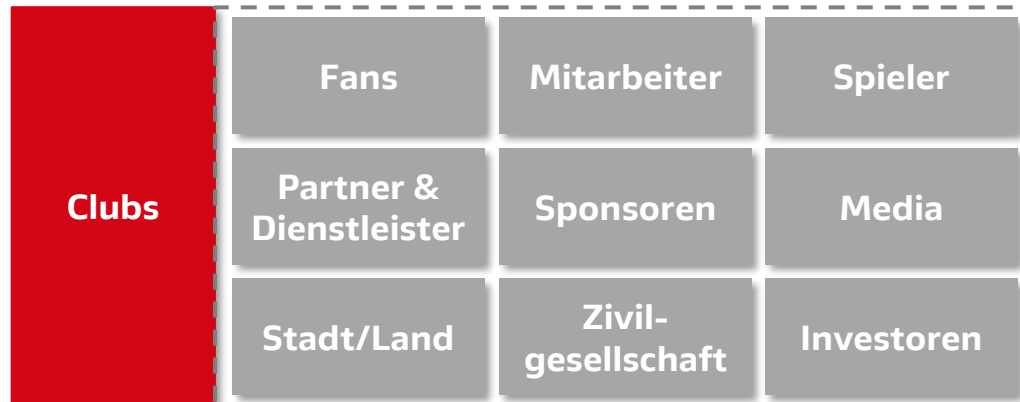 Clubs
Fans
Mitarbeiter
Spieler
Partner &
Dienstleister
Sponsoren
Media
Stadt/Land
Zivil-
gesellschaft
Investoren